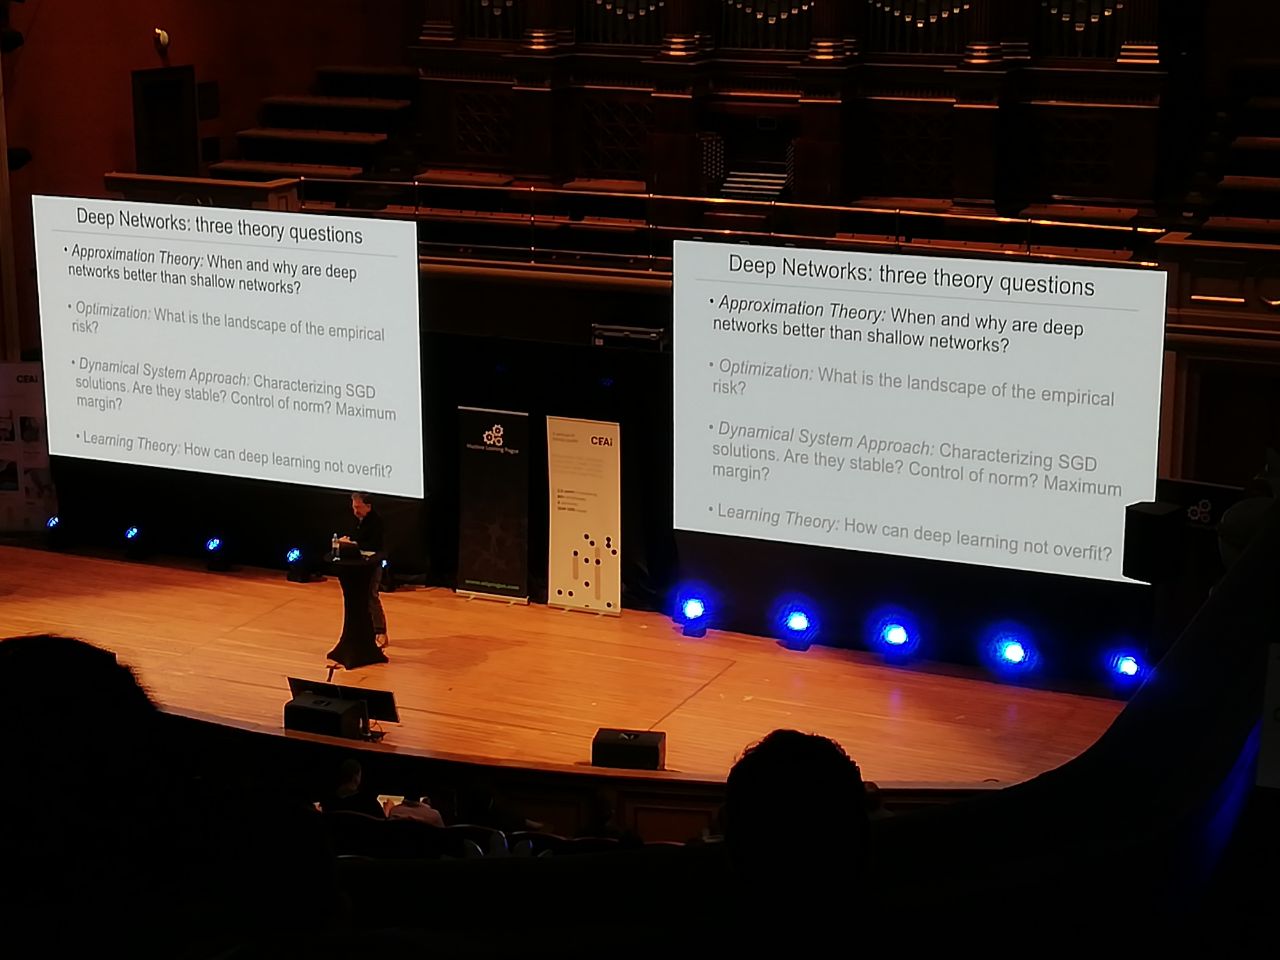 Deep Networks: three theory questions
• Approximation Theory: When and why are deep
networks better than shallow networks?
• Optimization: What is the landscape of the empirical
risk?
• Dynamical System Approach: Characterizing SGD
solutions. Are they stable? Control of norm? Maximum
margin?
• Learning Theory: How can deep learning not overfit?
Deep Networks: three theory questions
• Approximation Theory: When and why are deep
networks better than shallow networks?
• Optimization: What is the landscape of the empirical
risk?
• Dynamical System Approach: Characterizing SGD
solutions. Are they stable? Control of norm? Maximum
margin?
• Learning Theory: How can deep learning not overfit?
CEAi
Machine Learning Prague
www.mlprague.com
CEAi